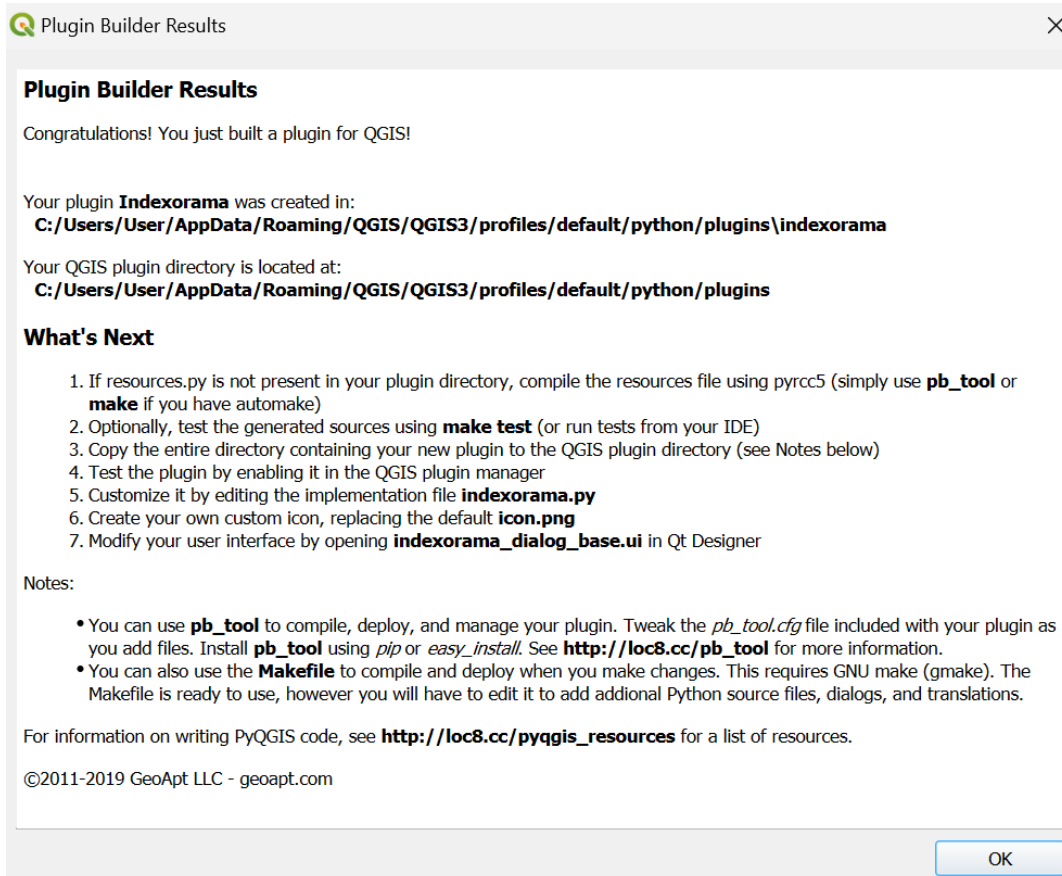 Plugin Builder Results
Plugin Builder Results
Congratulations! You just built a plugin for QGIS!
Your plugin Indexorama was created in:
C:/Users/User/AppData/Roaming/QGIS/QGIS3/profiles/default/python/plugins\indexorama
Your QGIS plugin directory is located at:
C:/Users/User/AppData/Roaming/QGIS/QGIS3/profiles/default/python/plugins
What's Next
1. If resources.py is not present in your plugin directory, compile the resources file using pyrcc5 (simply use pb_tool or
make if you have automake)
2. Optionally, test the generated sources using make test (or run tests from your IDE)
3. Copy the entire directory containing your new plugin to the QGIS plugin directory (see Notes below)
4. Test the plugin by enabling it in the QGIS plugin manager
5. Customize it by editing the implementation file indexorama.py
6. Create your own custom icon, replacing the default icon.png
7. Modify your user interface by opening indexorama_dialog_base.ui in Qt Designer
Notes:
• You can use pb_tool to compile, deploy, and manage your plugin. Tweak the pb_tool.cfg file included with your plugin as
you add files. Install pb_tool using pip or easy_install. See http://loc8.cc/pb_tool for more information.
• You can also use the Makefile to compile and deploy when you make changes. This requires GNU make (gmake). The
Makefile is ready to use, however you will have to edit it to add addional Python source files, dialogs, and translations.
For information on writing PyQGIS code, see http://loc8.cc/pyqgis_resources for a list of resources.
©2011-2019 GeoApt LLC - geoapt.com
OK